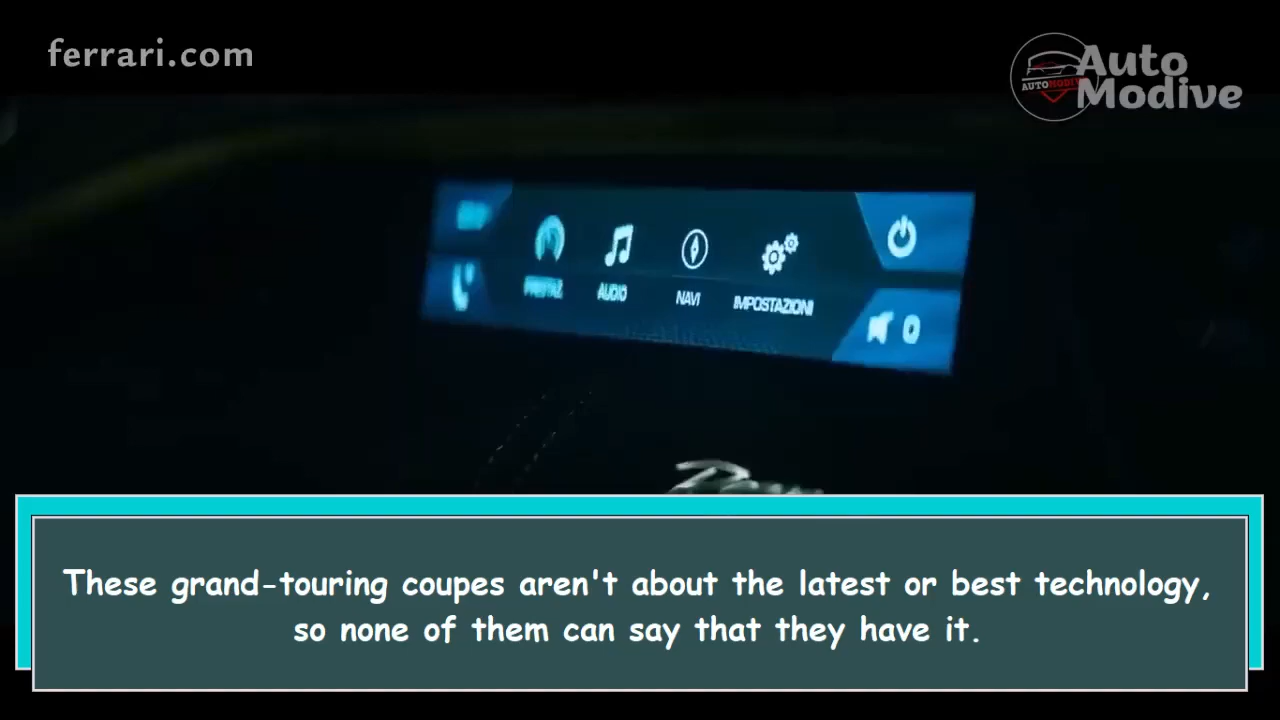 ferrari.com
Auto
Modive
AUTOMODIVE
AUDIO
NAVI
IMPOSTAZIONI
0
These grand-touring coupes aren't about the latest or best technology,
so none of them can say that they have it.